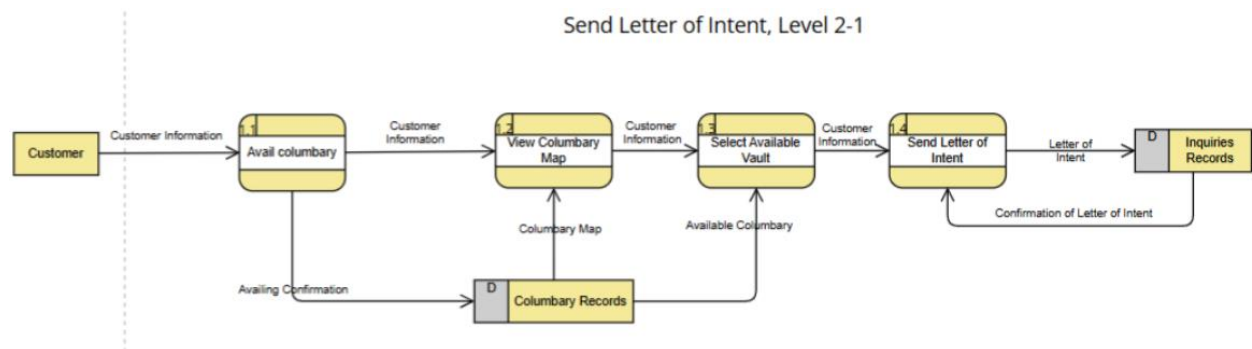 Send Letter of Intent, Level 2-1
Customer
Customer Information
1.1
Avail columbary
Customer
Information
1.2
View Columbary
Map
Customer
Information
1.3
Select Available
Vault
Customer
Information
1.4
Send Letter of
Intent
Letter of
Intent
D
Inquiries
Records
Confirmation of Letter of Intent
Columbary Map
Available Columbary
Availing Confirmation
D
Columbary Records